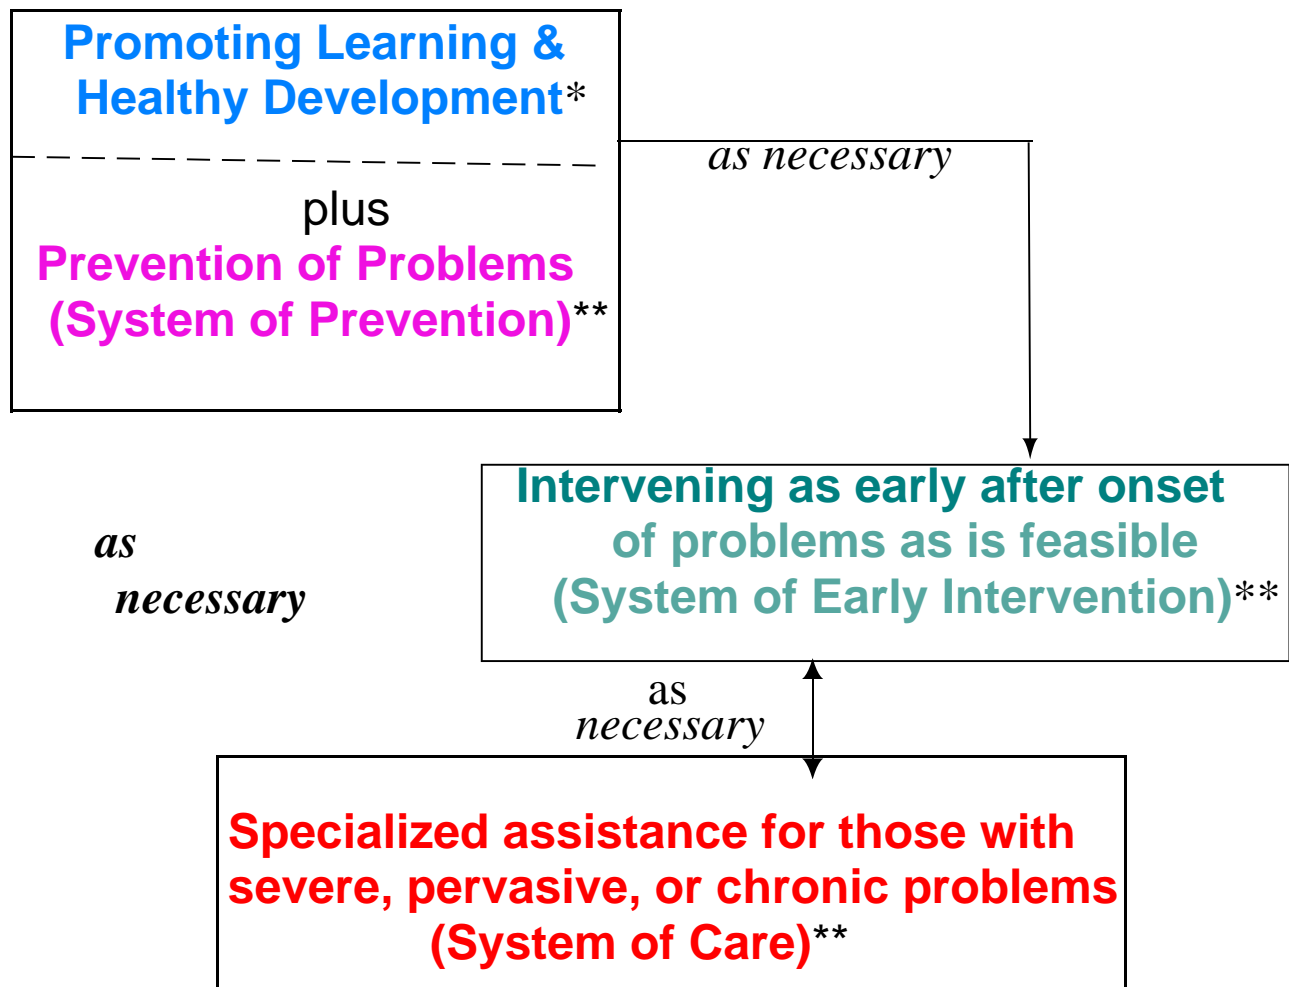 Promoting Learning &
Healthy Development*
as necessary
plus
Prevention of Problems
(System of Prevention)**
Intervening as early after onset
of problems as is feasible
(System of Early Intervention)**
as
necessary
as
necessary
Specialized assistance for those with
severe, pervasive, or chronic problems
(System of Care)**